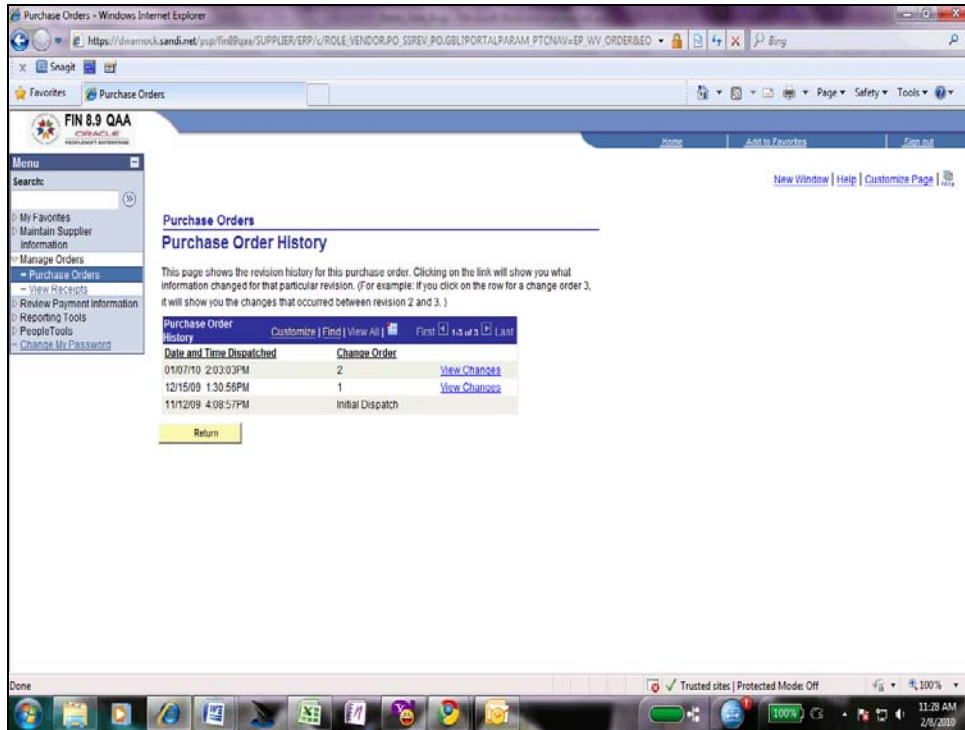 Purchase Orders - Windows Internet Explorer
https://dwamock.sandi.net/psp/fin89qaa/SUPPLIER/ERP/c/ROLE_VENDOR.PO_SSREV_PO.GBL?PORTALPARAM_PTCNAV=EP_WV_ORDER&EO
Bing
x Snagit
Favorites Purchase Orders Page Safety Tools
FIN 8.9 QAA
ORACLE
PEOPLESOFT ENTERPRISE
Home Add to Favorites Sign out
Menu
Search:
New Window | Help | Customize Page |
My Favorites
Maintain Supplier
Information
Manage Orders
– Purchase Orders
– View Receipts
Review Payment Information
Reporting Tools
PeopleTools
– Change My Password
Purchase Orders
Purchase Order History
This page shows the revision history for this purchase order. Clicking on the link will show you what
information changed for that particular revision. (For example: if you click on the row for a change order 3,
it will show you the changes that occurred between revision 2 and 3. )
Purchase Order
History Customize | Find | View All | First 1-3 of 3 Last
Date and Time Dispatched Change Order
01/07/10 2:03:03PM 2 View Changes
12/15/09 1:30:56PM 1 View Changes
11/12/09 4:08:57PM Initial Dispatch
Return
Done Trusted sites | Protected Mode: Off 100%
100% 11:28 AM
2/8/2010